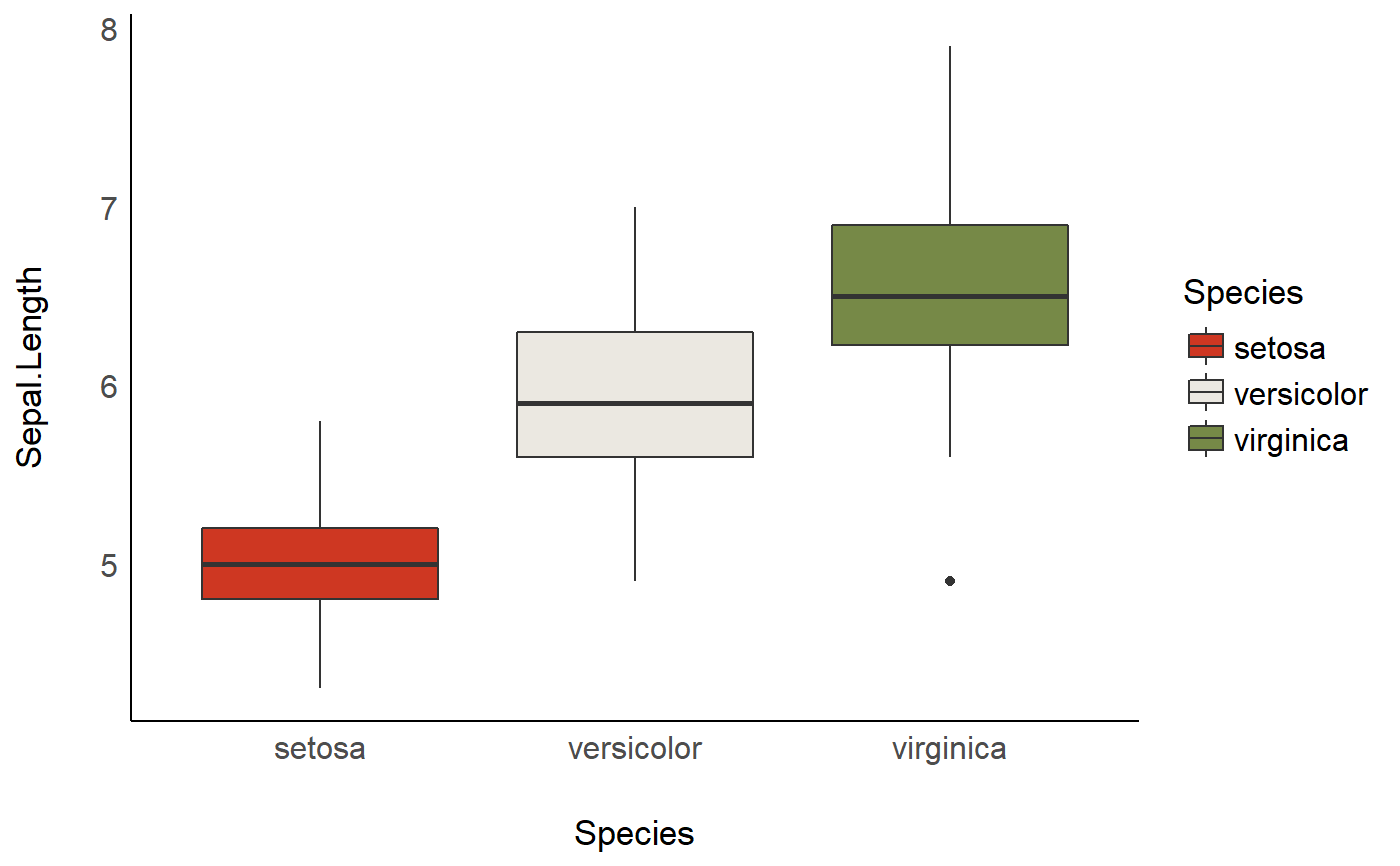 8
7
6
5
Sepal.Length
setosa
versicolor
virginica
Species
Species
setosa
versicolor
virginica